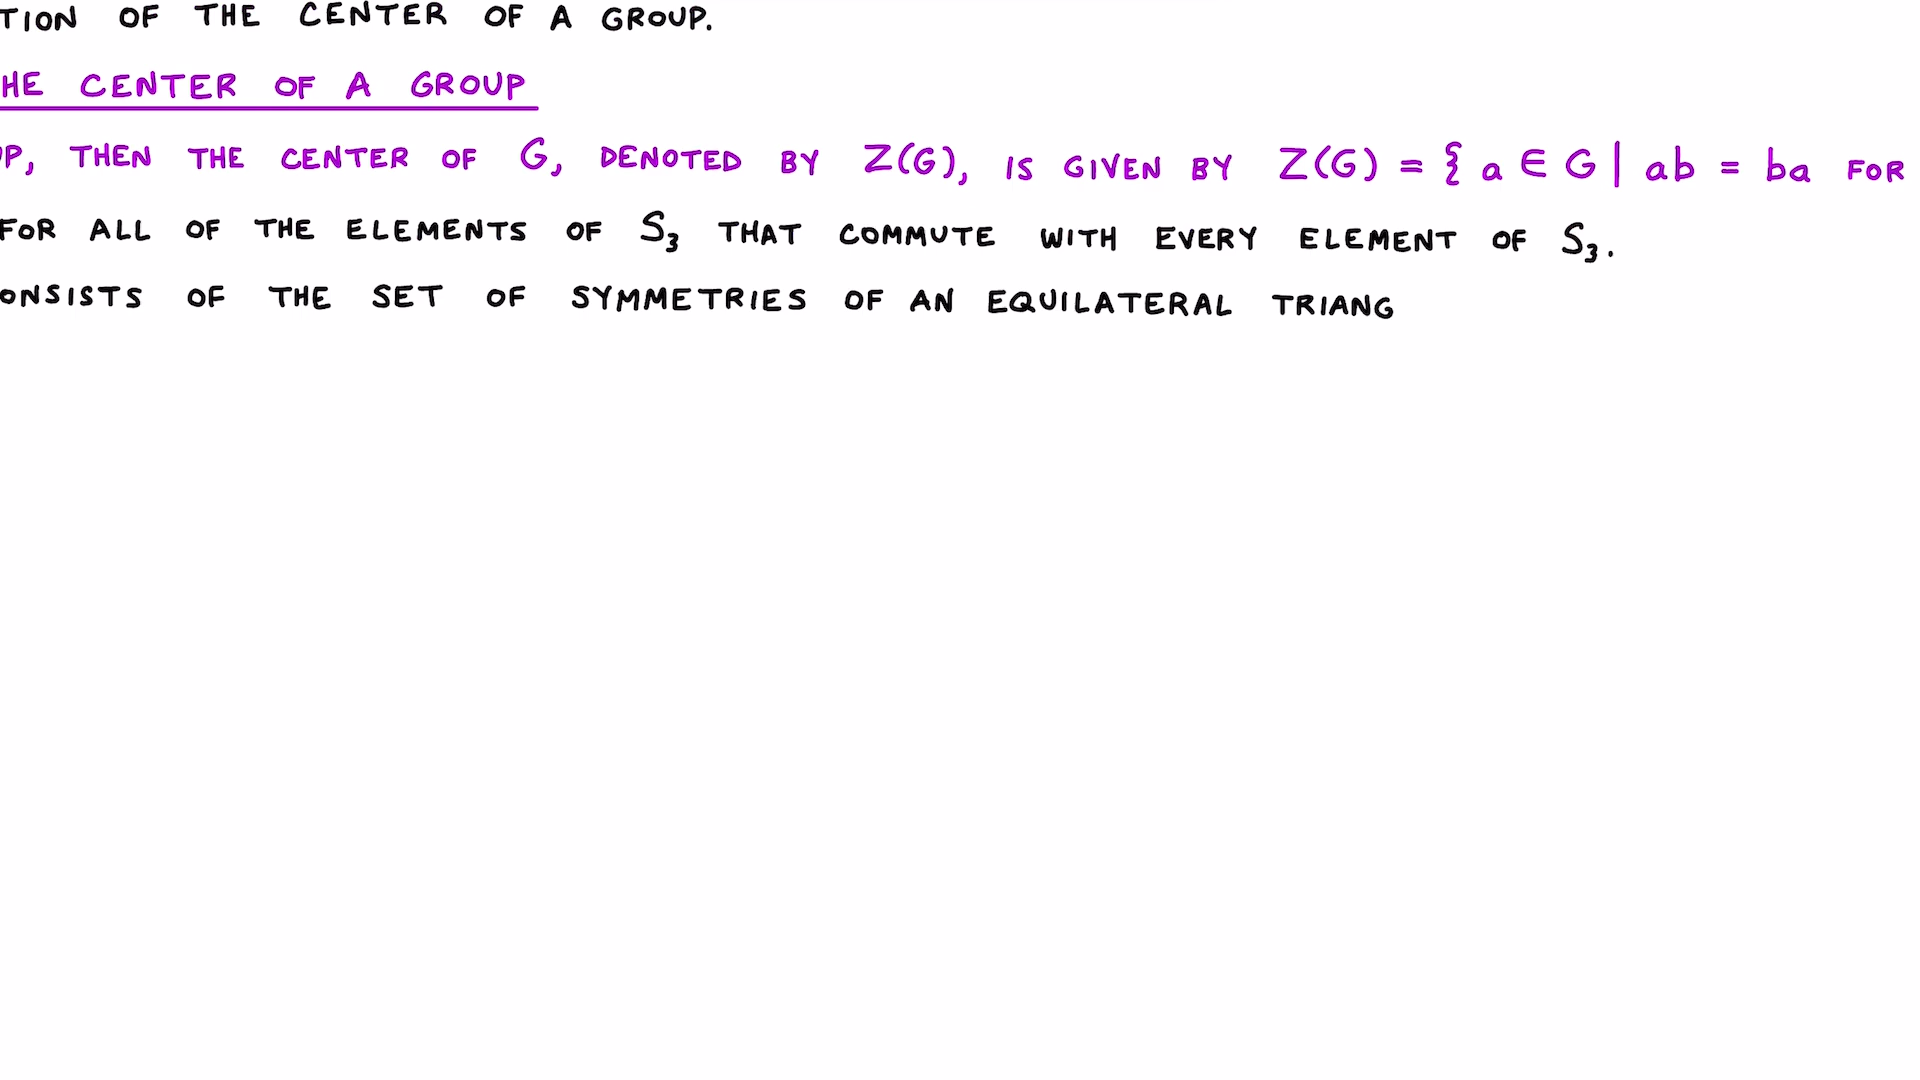 TION OF THE CENTER OF A GROUP.
HE CENTER OF A GROUP
P, THEN THE CENTER OF G, DENOTED BY Z(G), IS GIVEN BY Z(G) = { a ∈ G | ab = ba FOR
FOR ALL OF THE ELEMENTS OF S₃ THAT COMMUTE WITH EVERY ELEMENT OF S₃.
ONSISTS OF THE SET OF SYMMETRIES OF AN EQUILATERAL TRIANG